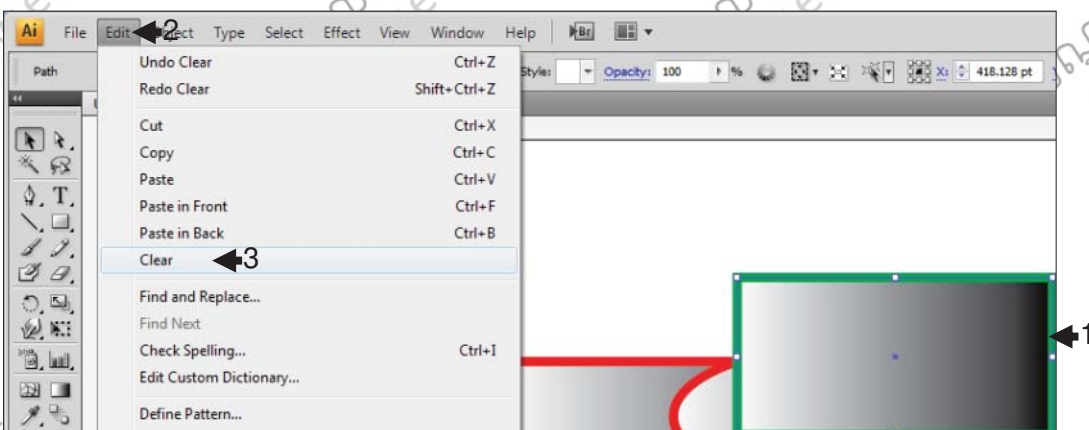 Ai File Edit 2 Object Type Select Effect View Window Help Br
Path Style: Opacity: 100 % X: 418.128 pt
Undo Clear Ctrl+Z
Redo Clear Shift+Ctrl+Z
Cut Ctrl+X
Copy Ctrl+C
Paste Ctrl+V
Paste in Front Ctrl+F
Paste in Back Ctrl+B
Clear 3
Find and Replace...
Find Next
Check Spelling... Ctrl+I
Edit Custom Dictionary...
Define Pattern...
T
1